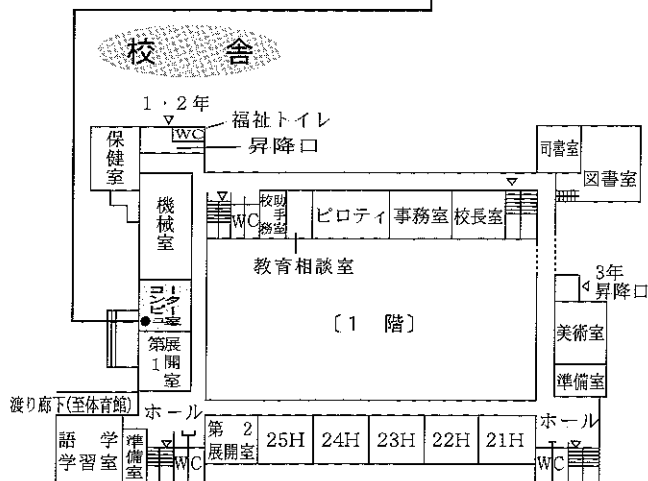 校舎
1・2年
福祉トイレ
WC
昇降口
保健室
司書室
図書室
機械室
WC
校務助手室
ピロティ
事務室
校長室
教育相談室
3年
昇降口
コンピューター室
〔1 階〕
美術室
第1展開室
準備室
渡り廊下(至体育館)
ホール
ホール
語学
学習室
準備室
WC
第2
展開室
25H
24H
23H
22H
21H
WC